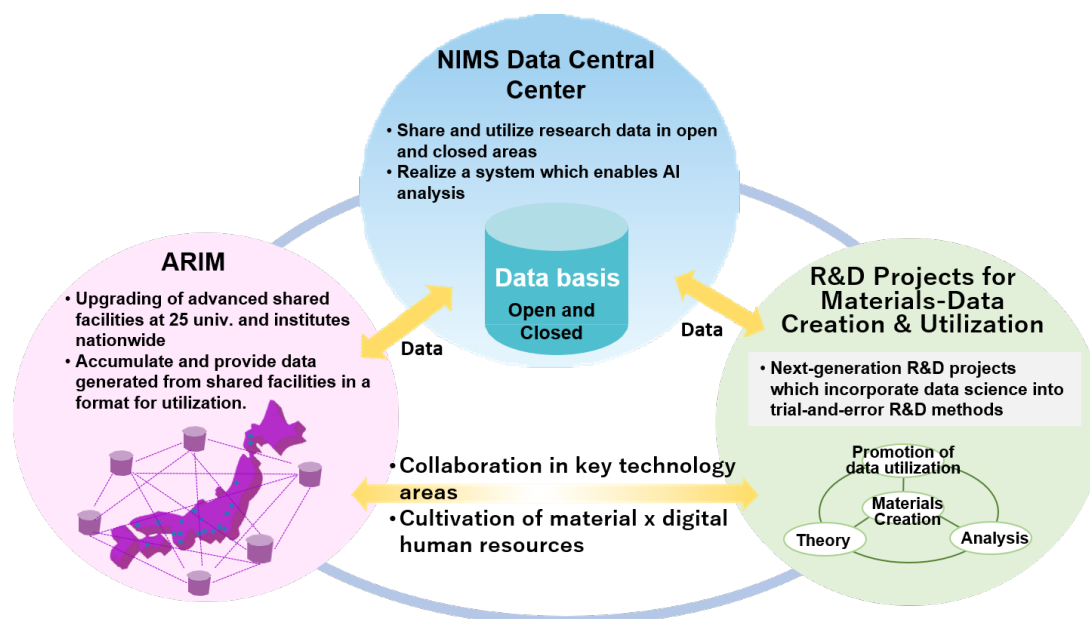 NIMS Data Central
Center
• Share and utilize research data in open
and closed areas
• Realize a system which enables AI
analysis
Data basis
Open and
Closed
ARIM
• Upgrading of advanced shared
facilities at 25 univ. and institutes
nationwide
• Accumulate and provide data
generated from shared facilities in a
format for utilization.
Data
Data
R&D Projects for
Materials-Data
Creation & Utilization
• Next-generation R&D projects
which incorporate data science into
trial-and-error R&D methods
Promotion of
data utilization
Materials
Creation
Theory
Analysis
• Collaboration in key technology
areas
• Cultivation of material x digital
human resources